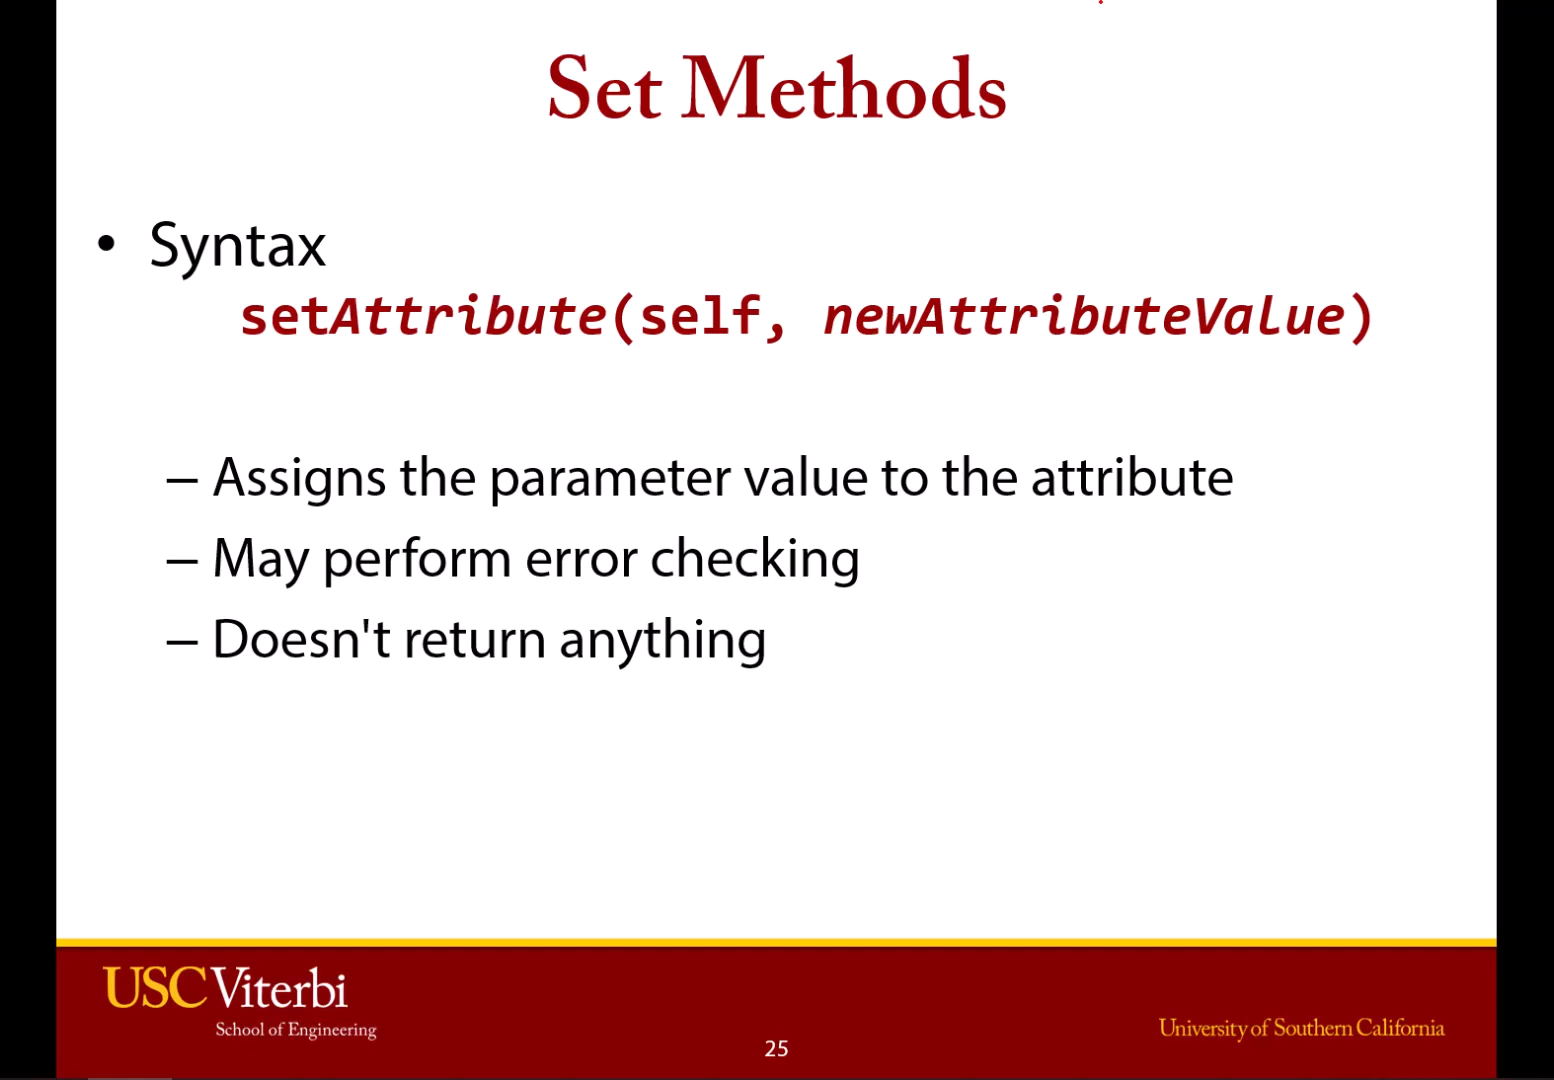 Set Methods
• Syntax
setAttribute(self, newAttributeValue)
– Assigns the parameter value to the attribute
– May perform error checking
– Doesn't return anything
USC Viterbi
School of Engineering
University of Southern California
25